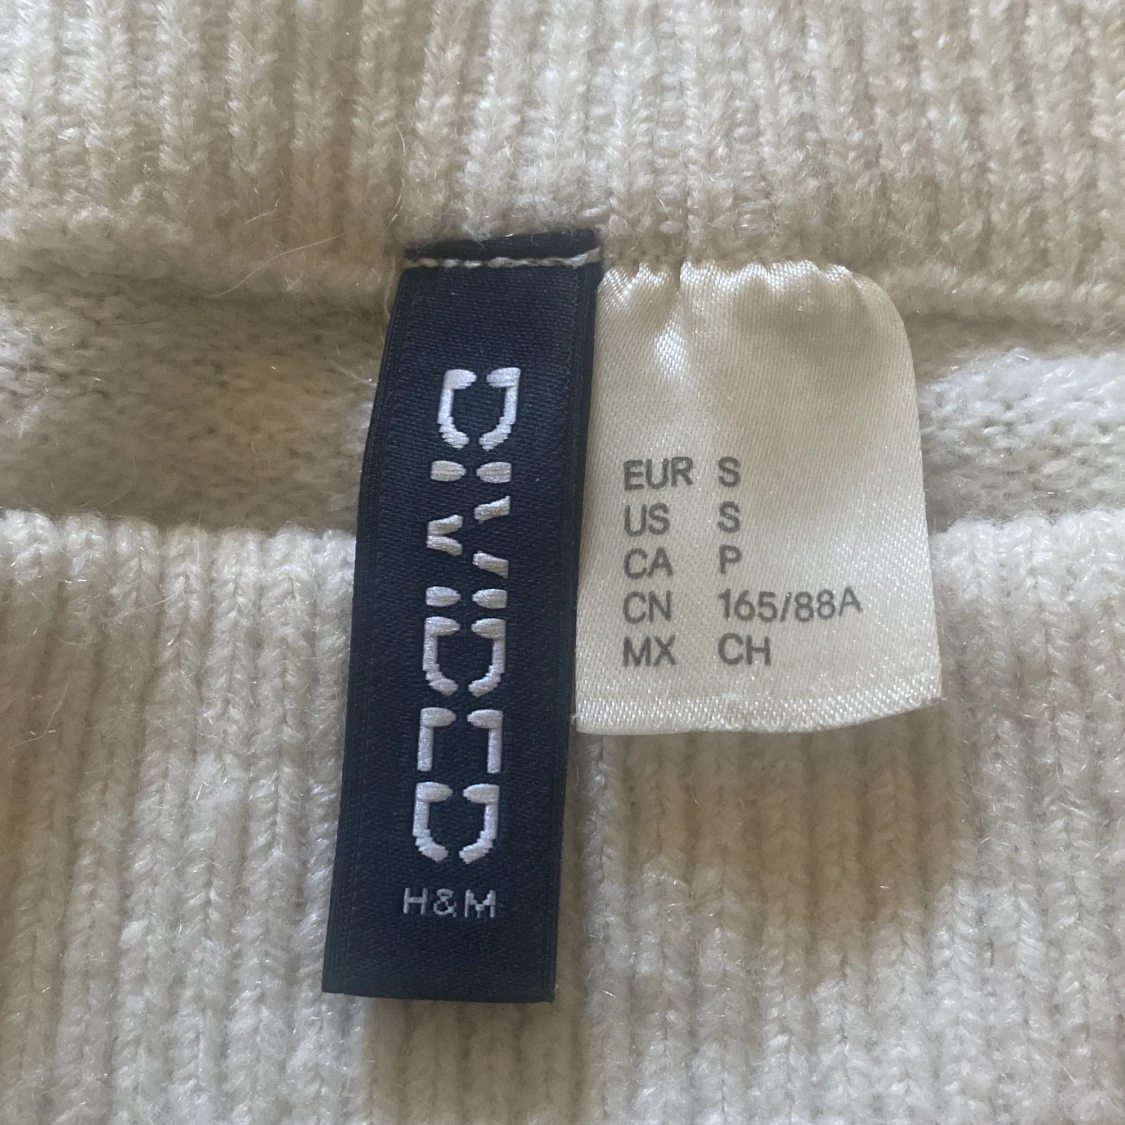 DIVIDED
H&M
EUR S
US S
CA P
CN 165/88A
MX CH